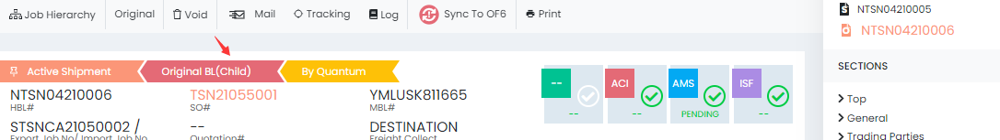 Job Hierarchy Original Void Mail Tracking Log Sync To OF6 Print
Active Shipment Original BL(Child) By Quantum
NTSN04210006 TSN21055001 YMLUSK811665
HBL# SO# MBL#
STSNCA21050002 / -- DESTINATION
Export Job No/ Import Job No Quotation# Freight Collect
-- ACI AMS ISF
-- -- PENDING --
NTSN04210005
NTSN04210006
SECTIONS
Top
General
Trading Parties